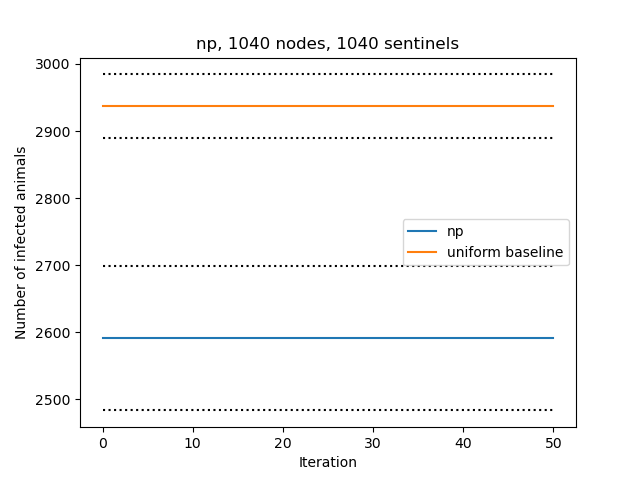 np, 1040 nodes, 1040 sentinels
3000
2900
2800
2700
2600
2500
Number of infected animals
np
uniform baseline
0 10 20 30 40 50
Iteration